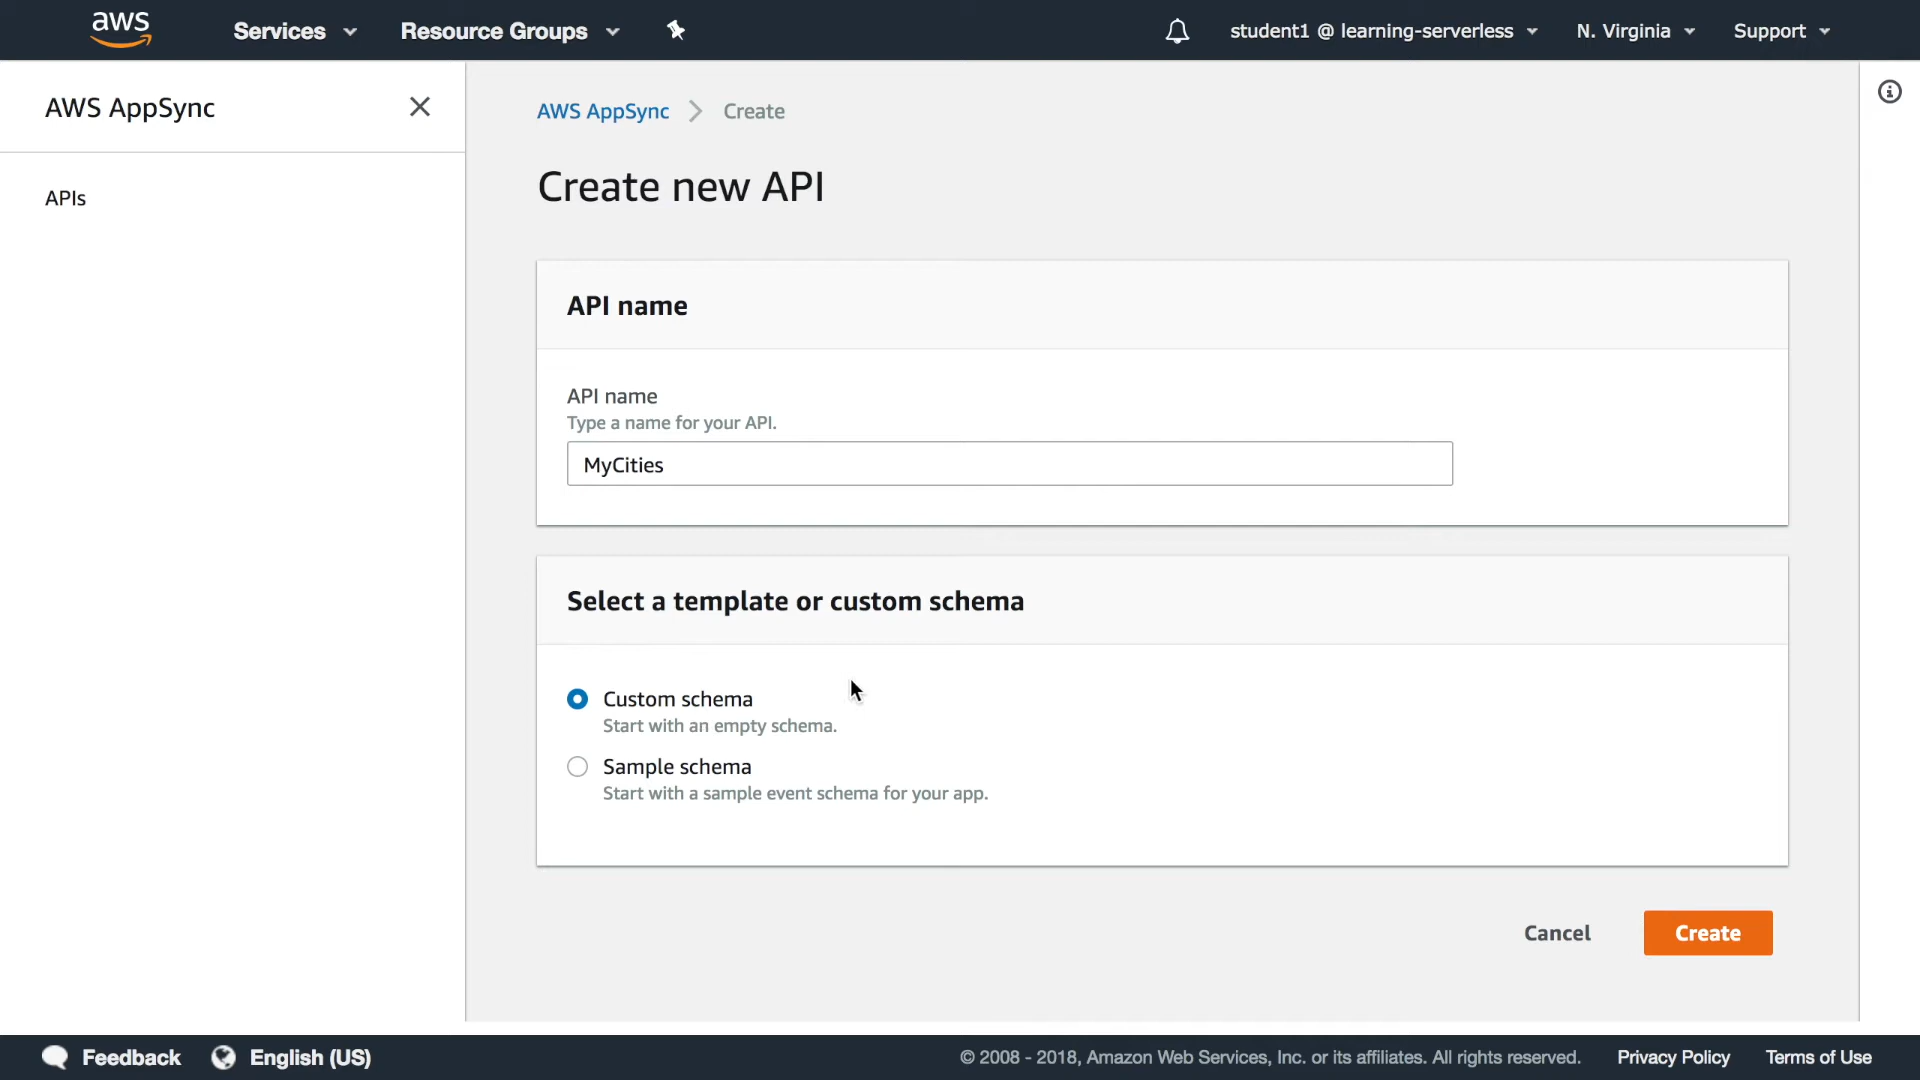 aws Services Resource Groups student1 @ learning-serverless N. Virginia Support
AWS AppSync
APIs
AWS AppSync Create
Create new API
API name
API name
Type a name for your API.
MyCities
Select a template or custom schema
Custom schema
Start with an empty schema.
Sample schema
Start with a sample event schema for your app.
Cancel Create
Feedback English (US) © 2008 - 2018, Amazon Web Services, Inc. or its affiliates. All rights reserved. Privacy Policy Terms of Use